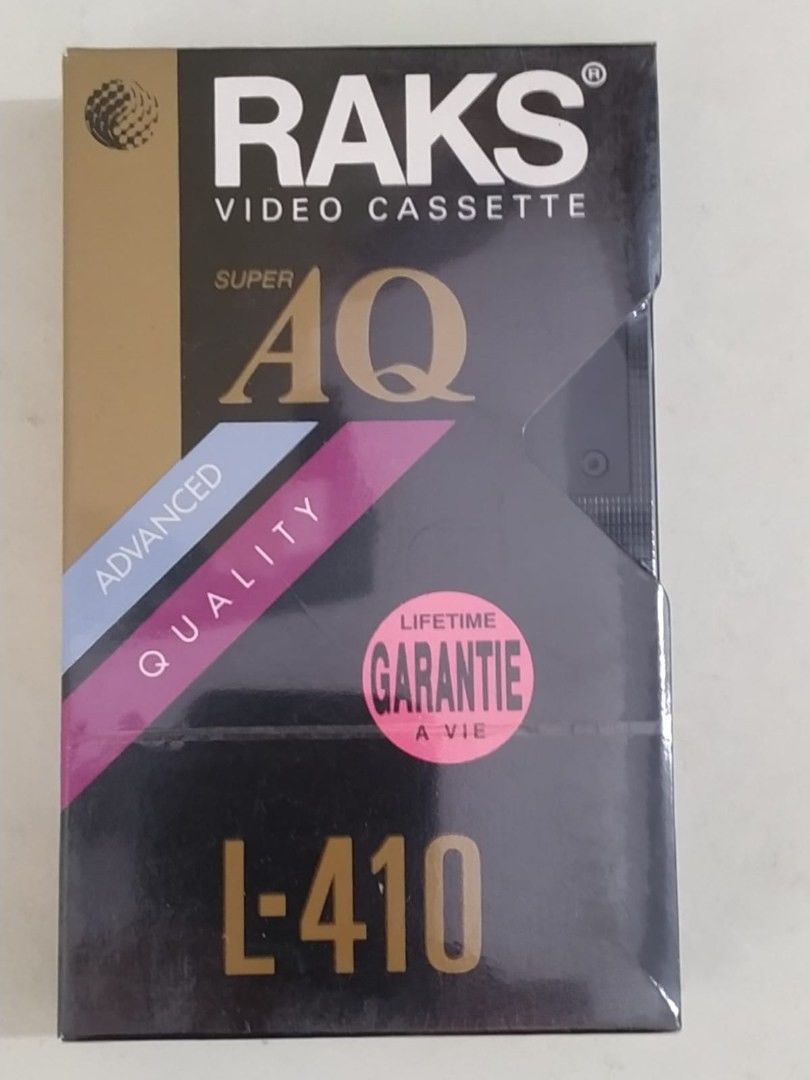 RAKS®
VIDEO CASSETTE
SUPER
AQ
ADVANCED
QUALITY
LIFETIME
GARANTIE
A VIE
L-410